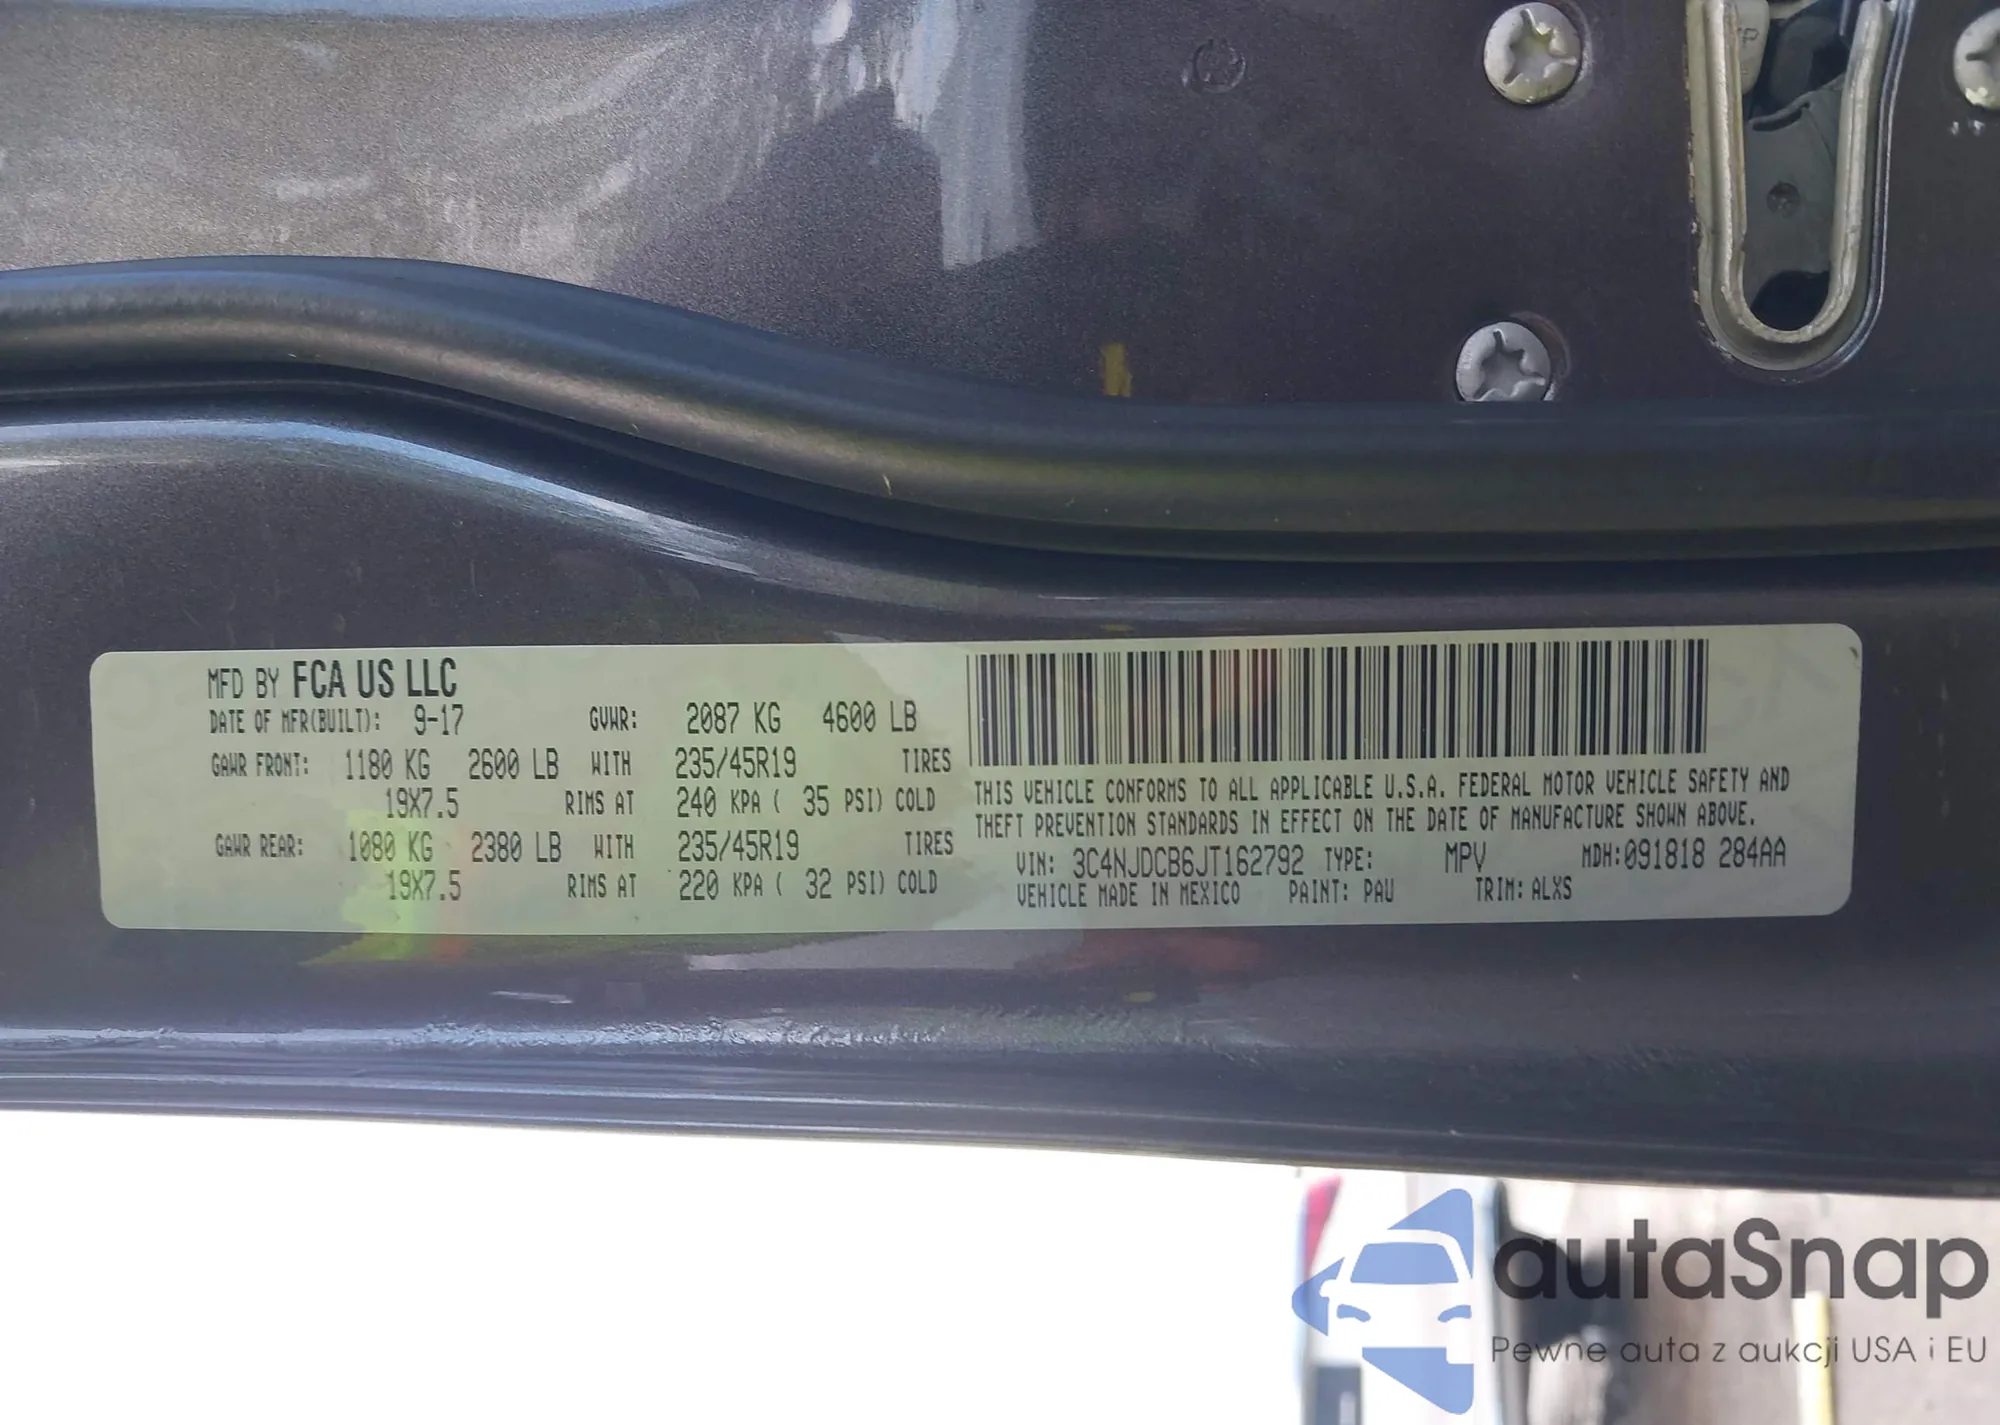 MFD BY FCA US LLC
DATE OF MFR(BUILT): 9-17 GVWR: 2087 KG 4600 LB
GAWR FRONT: 1180 KG 2600 LB WITH 235/45R19 TIRES
19X7.5 RIMS AT 240 KPA ( 35 PSI) COLD
GAWR REAR: 1080 KG 2380 LB WITH 235/45R19 TIRES
19X7.5 RIMS AT 220 KPA ( 32 PSI) COLD
THIS VEHICLE CONFORMS TO ALL APPLICABLE U.S.A. FEDERAL MOTOR VEHICLE SAFETY AND
THEFT PREVENTION STANDARDS IN EFFECT ON THE DATE OF MANUFACTURE SHOWN ABOVE.
VIN: 3C4NJDCB6JT162792 TYPE: MPV MDH:091818 284AA
VEHICLE MADE IN MEXICO PAINT: PAU TRIM: ALXS
autaSnap
Pewne auta z aukcji USA i EU